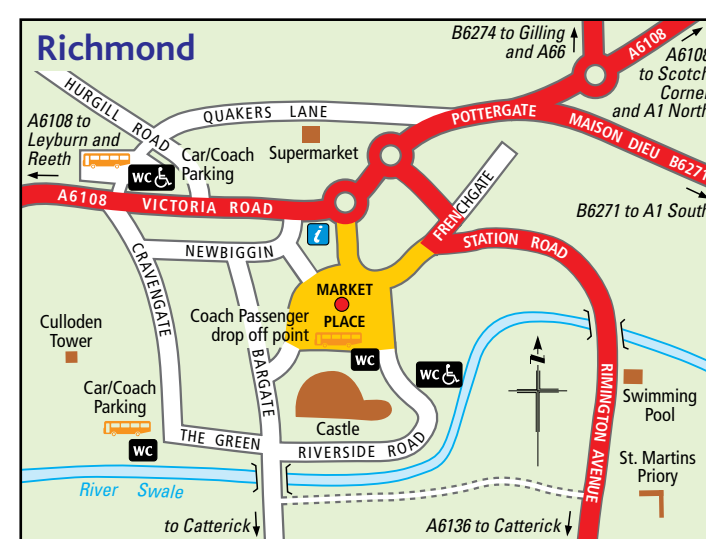 Richmond
B6274 to Gilling
and A66
A6108
A6108
to Scotch
Corner
and A1 North
HURGILL ROAD
QUAKERS LANE
POTTERGATE
MAISON DIEU B6271
A6108 to
Leyburn and
Reeth
Supermarket
Car/Coach
Parking
WC
B6271 to A1 South
A6108 VICTORIA ROAD
FRENCHGATE
STATION ROAD
i
NEWBIGGIN
CRAVENGATE
MARKET
PLACE
Coach Passenger
drop off point
Culloden
Tower
BARGATE
WC
WC
n
RIMINGTON AVENUE
Swimming
Pool
Car/Coach
Parking
WC
Castle
THE GREEN
RIVERSIDE ROAD
St. Martins
Priory
River Swale
to Catterick
A6136 to Catterick